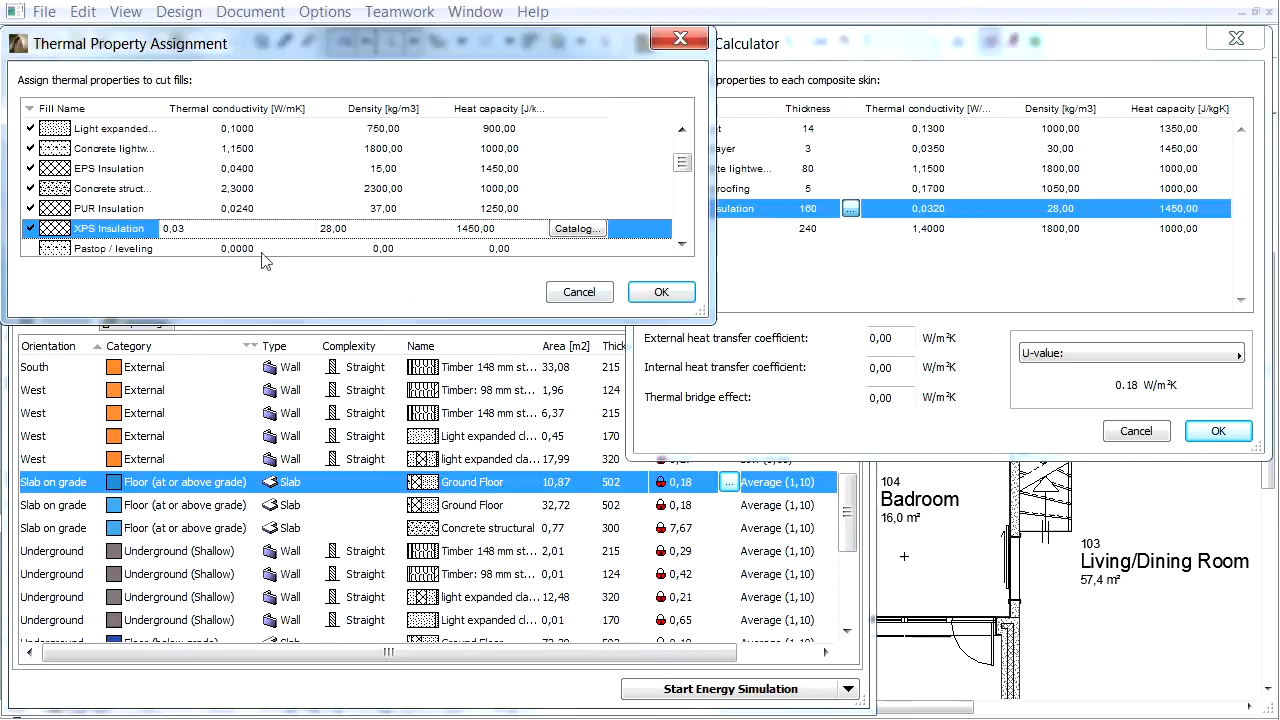 File Edit View Design Document Options Teamwork Window Help
Thermal Property Assignment
Calculator
Assign thermal properties to cut fills:
properties to each composite skin:
Fill Name Thermal conductivity [W/mK] Density [kg/m3] Heat capacity [J/k...
Thickness Thermal conductivity [W/... Density [kg/m3] Heat capacity [J/kgK]
Light expanded... 0,1000 750,00 900,00
14 0,1300 1000,00 1350,00
Concrete lightw... 1,1500 1800,00 1000,00
3 0,0350 30,00 1450,00
EPS Insulation 0,0400 15,00 1450,00
80 1,1500 1800,00 1000,00
Concrete struct... 2,3000 2300,00 1000,00
5 0,1700 1050,00 1000,00
PUR Insulation 0,0240 37,00 1250,00
160 ... 0,0320 28,00 1450,00
XPS Insulation 0,03 28,00 1450,00 Catalog...
240 1,4000 1800,00 1000,00
Pastop / leveling 0,0000 0,00 0,00
Cancel OK
External heat transfer coefficient: 0,00 W/m²K
Internal heat transfer coefficient: 0,00 W/m²K
Thermal bridge effect: 0,00 W/m²K
U-value:
0.18 W/m²K
Cancel OK
Orientation Category Type Complexity Name Area [m2] Thick
South External Wall Straight Timber 148 mm st... 33,08 215
West External Wall Straight Timber: 98 mm st... 1,96 124
West External Wall Straight Timber 148 mm st... 6,37 215
West External Wall Straight Light expanded cl... 0,45 170
West External Wall Straight light expanded cla... 17,99 320
Slab on grade Floor (at or above grade) Slab Ground Floor 10,87 502 0,18 ... Average (1,10)
Slab on grade Floor (at or above grade) Slab Ground Floor 32,72 502 0,18 Average (1,10)
Slab on grade Floor (at or above grade) Slab Concrete structural 0,77 300 7,67 Average (1,10)
Underground Underground (Shallow) Wall Straight Timber 148 mm st... 2,01 215 0,29 Average (1,10)
Underground Underground (Shallow) Wall Straight Timber: 98 mm st... 0,01 124 0,42 Average (1,10)
Underground Underground (Shallow) Wall Straight light expanded cla... 12,48 320 0,21 Average (1,10)
Underground Underground (Shallow) Wall Straight Light expanded cl... 0,01 170 0,65 Average (1,10)
Start Energy Simulation
104
Badroom
16,0 m²
103
Living/Dining Room
57,4 m²